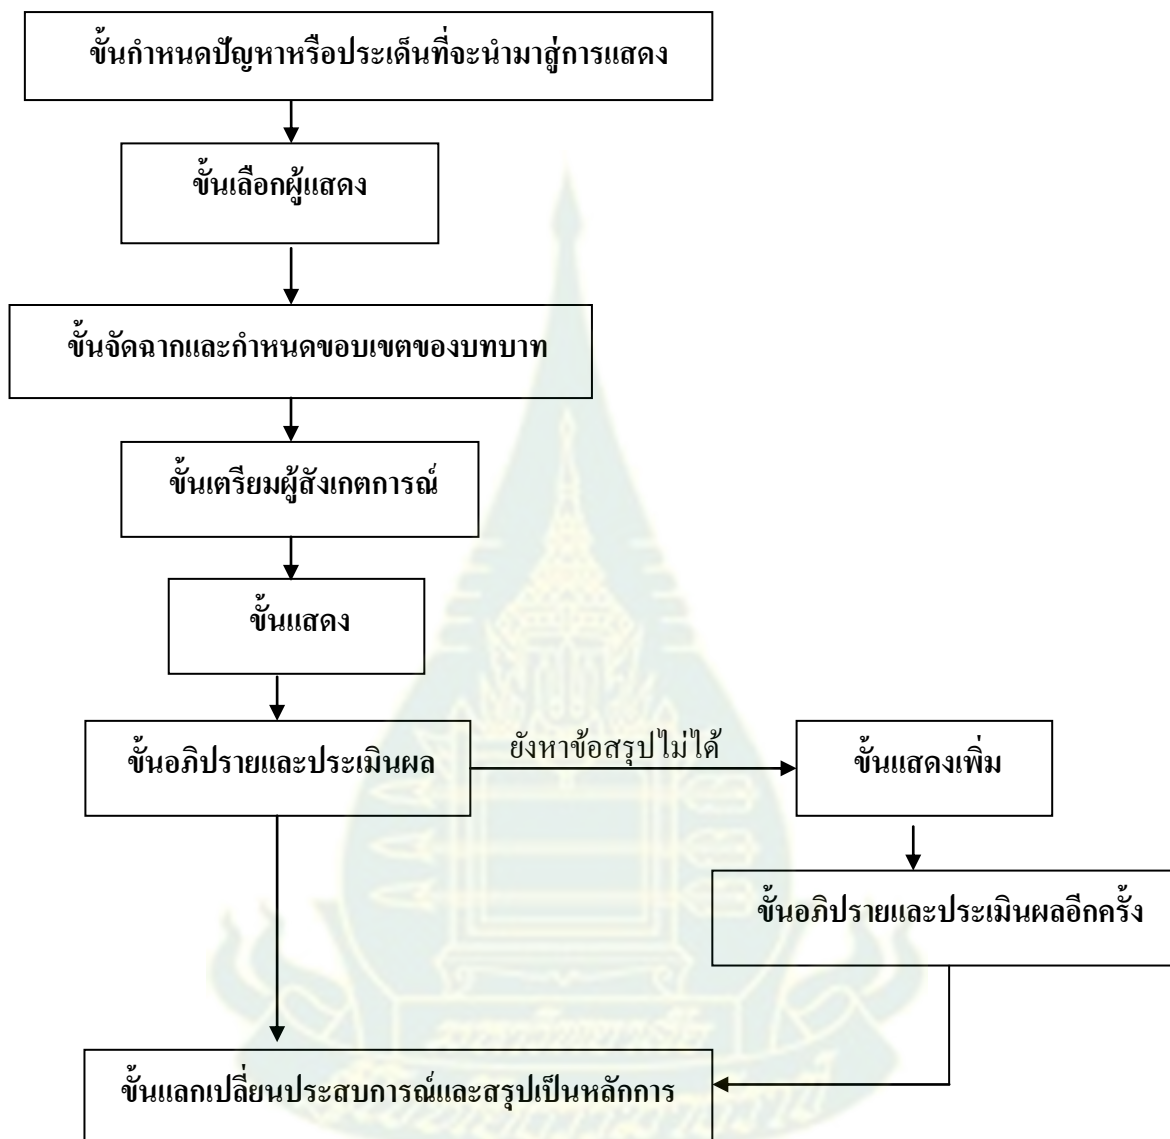 ขั้นกำหนดปัญหาหรือประเด็นที่จะนำมาสู่การแสดง
ขั้นเลือกผู้แสดง
ขั้นจัดฉากและกำหนดขอบเขตของบทบาท
ขั้นเตรียมผู้สังเกตการณ์
ขั้นแสดง
ขั้นอภิปรายและประเมินผล
ยังหาข้อสรุปไม่ได้
ขั้นแสดงเพิ่ม
ขั้นอภิปรายและประเมินผลอีกครั้ง
ขั้นแลกเปลี่ยนประสบการณ์และสรุปเป็นหลักการ